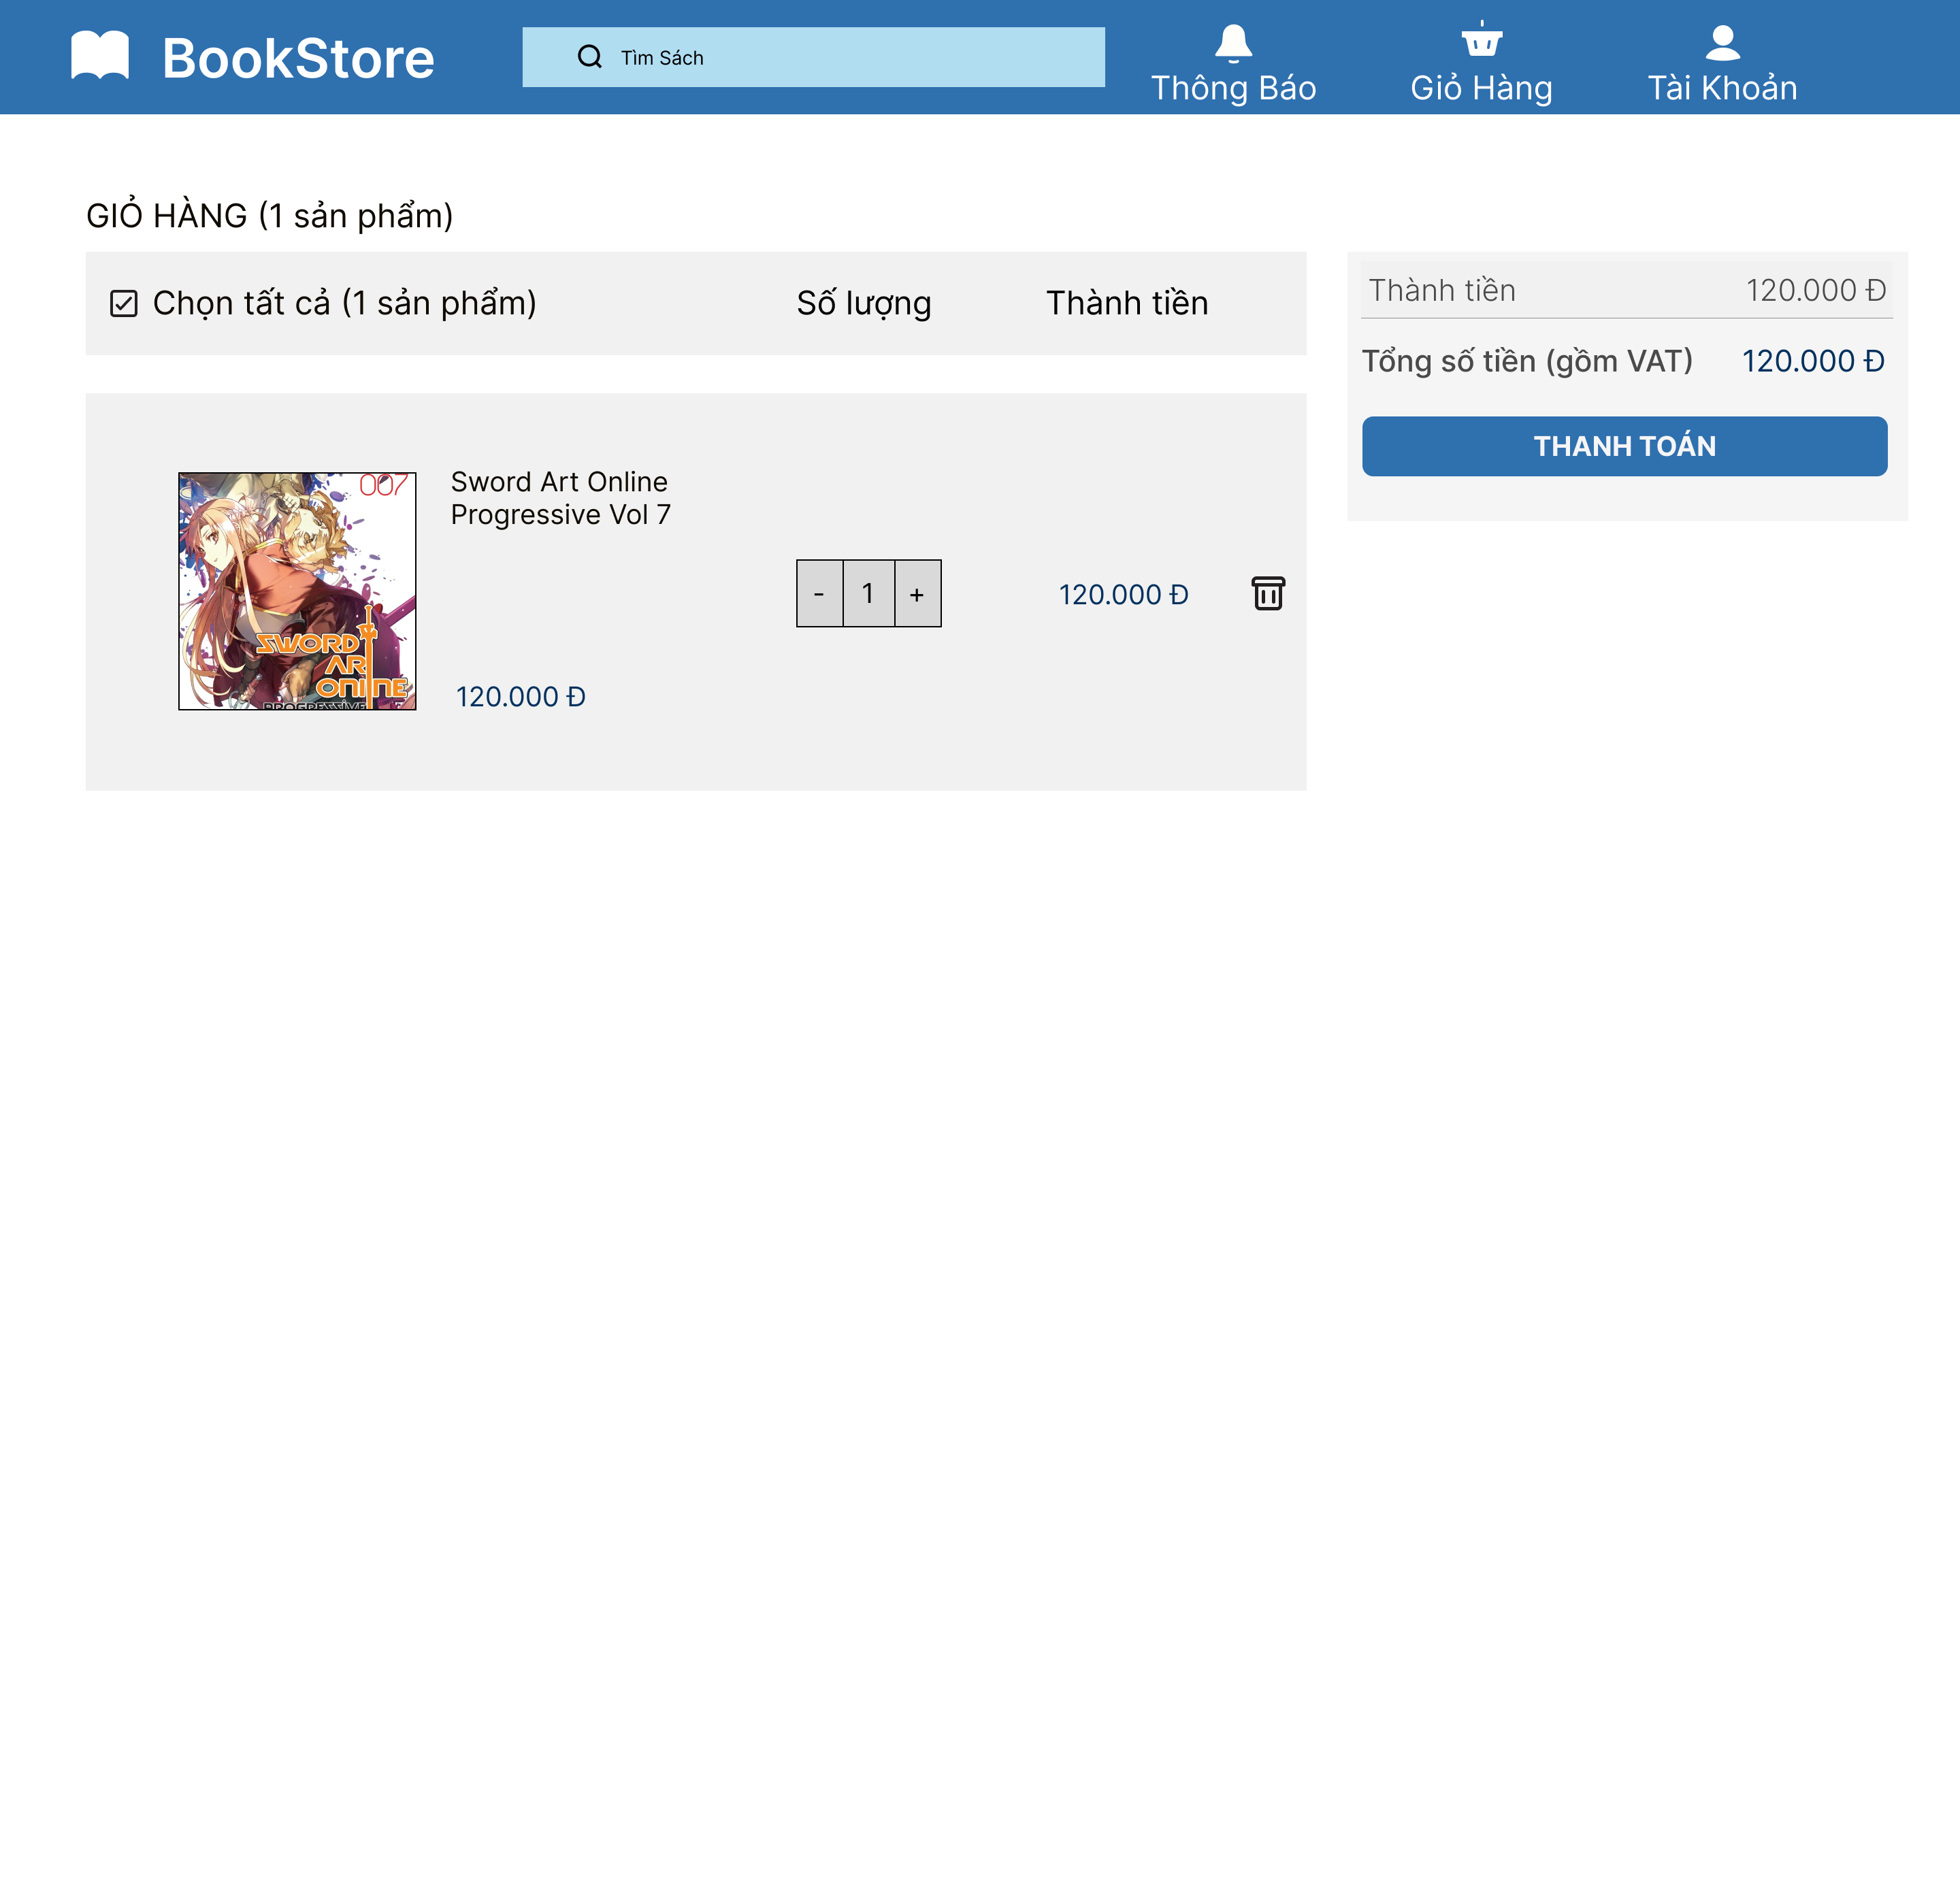 BookStore
Tìm Sách
Thông Báo
Giỏ Hàng
Tài Khoản
GIỎ HÀNG (1 sản phẩm)
Chọn tất cả (1 sản phẩm)
Số lượng
Thành tiền
Thành tiền
120.000 Đ
Tổng số tiền (gồm VAT)
120.000 Đ
THANH TOÁN
007
SWORD
ART
ONLINE
PROGRESSIVE
Sword Art Online
Progressive Vol 7
- 1 +
120.000 Đ
120.000 Đ